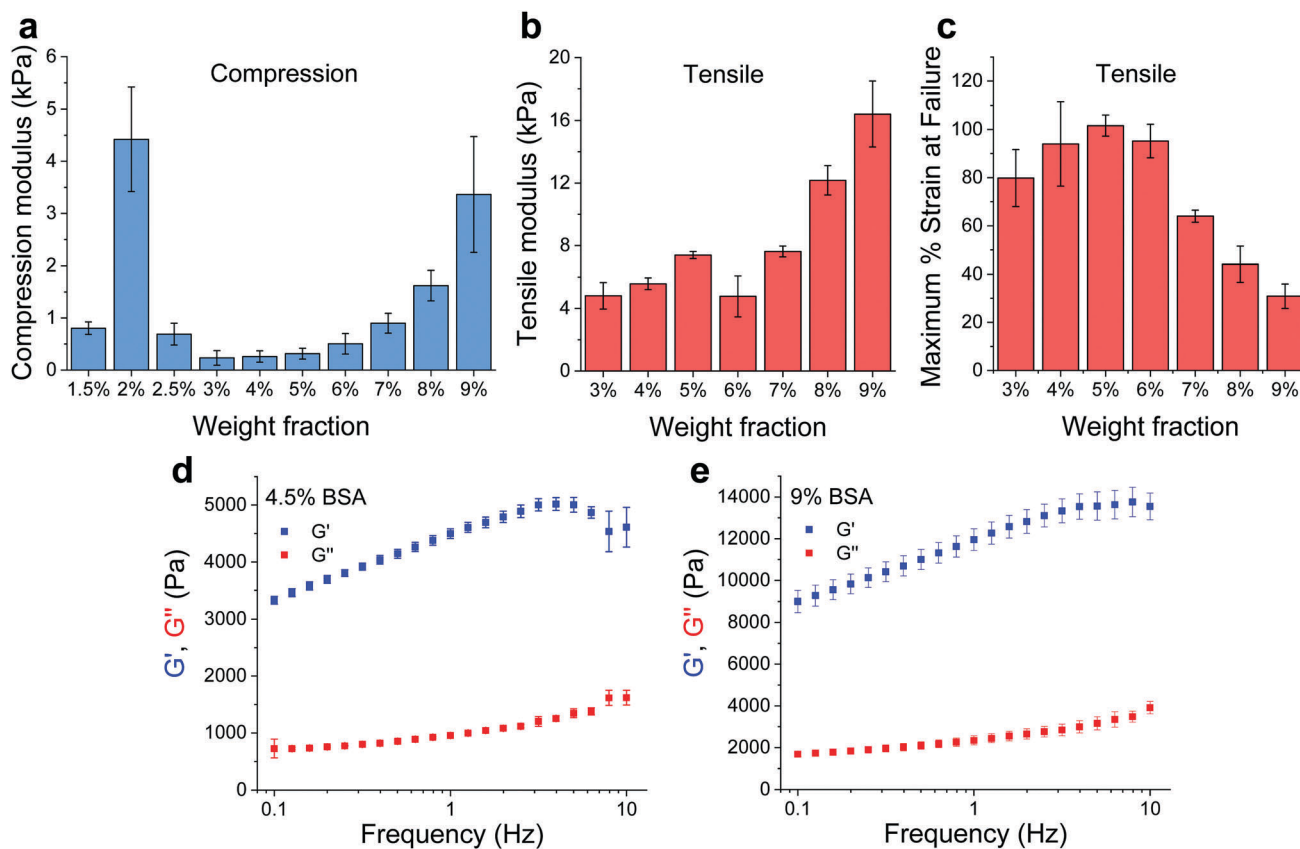 a
Compression
Compression modulus (kPa)
6
5
4
3
2
1
0
1.5% 2% 2.5% 3% 4% 5% 6% 7% 8% 9%
Weight fraction
b
Tensile
Tensile modulus (kPa)
20
16
12
8
4
0
3% 4% 5% 6% 7% 8% 9%
Weight fraction
c
Tensile
Maximum % Strain at Failure
120
100
80
60
40
20
0
3% 4% 5% 6% 7% 8% 9%
Weight fraction
d
4.5% BSA
G'
G"
G', G" (Pa)
5000
4000
3000
2000
1000
0
0.1 1 10
Frequency (Hz)
e
9% BSA
G'
G"
G', G" (Pa)
14000
12000
10000
8000
6000
4000
2000
0
0.1 1 10
Frequency (Hz)